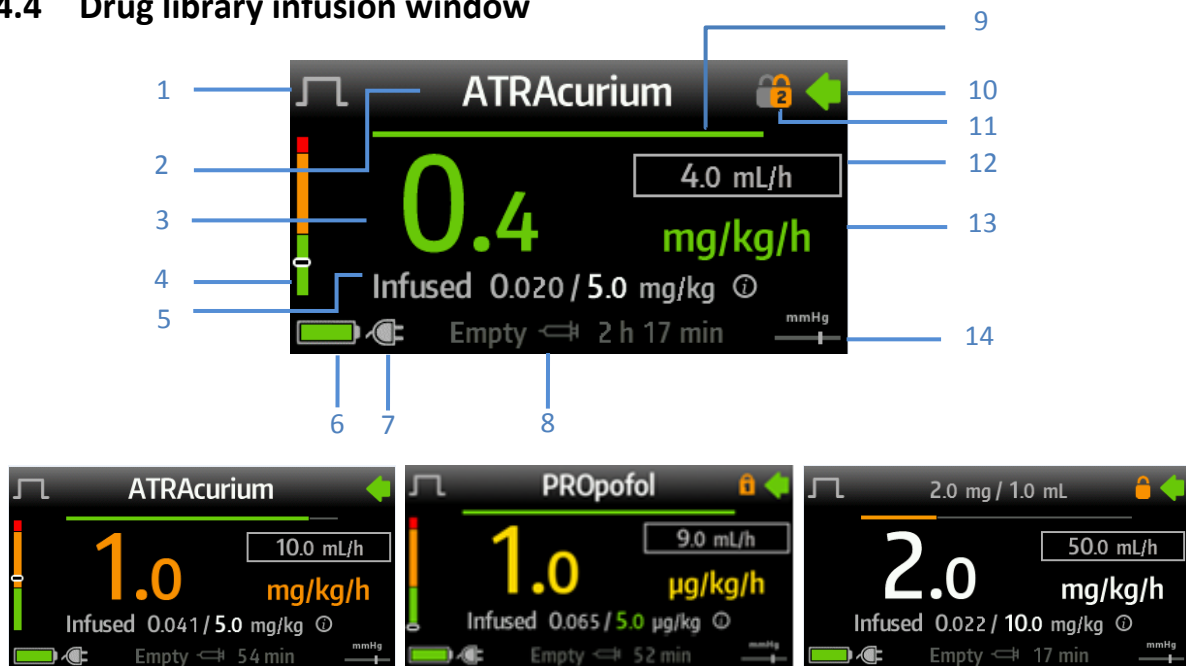 4.4 Drug library infusion window
9
1 ATRAcurium 2 10
11
2 4.0 mL/h 12
3 0.4 mg/kg/h 13
4 Infused 0.020 / 5.0 mg/kg i
5 mmHg
Empty 2 h 17 min 14
6 7 8
ATRAcurium
10.0 mL/h
1.0 mg/kg/h
Infused 0.041 / 5.0 mg/kg i
Empty 54 min mmHg
PROpofol 1
9.0 mL/h
1.0 µg/kg/h
Infused 0.065 / 5.0 µg/kg i
Empty 52 min mmHg
2.0 mg / 1.0 mL
50.0 mL/h
2.0 mg/kg/h
Infused 0.022 / 10.0 mg/kg i
Empty 17 min mmHg